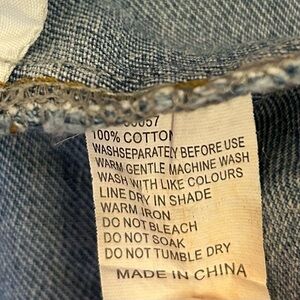 0057
100% COTTON
WASHSEPARATELY BEFORE USE
WARM GENTLE MACHINE WASH
WASH WITH LIKE COLOURS
LINE DRY IN SHADE
WARM IRON
DO NOT BLEACH
DO NOT SOAK
DO NOT TUMBLE DRY
MADE IN CHINA